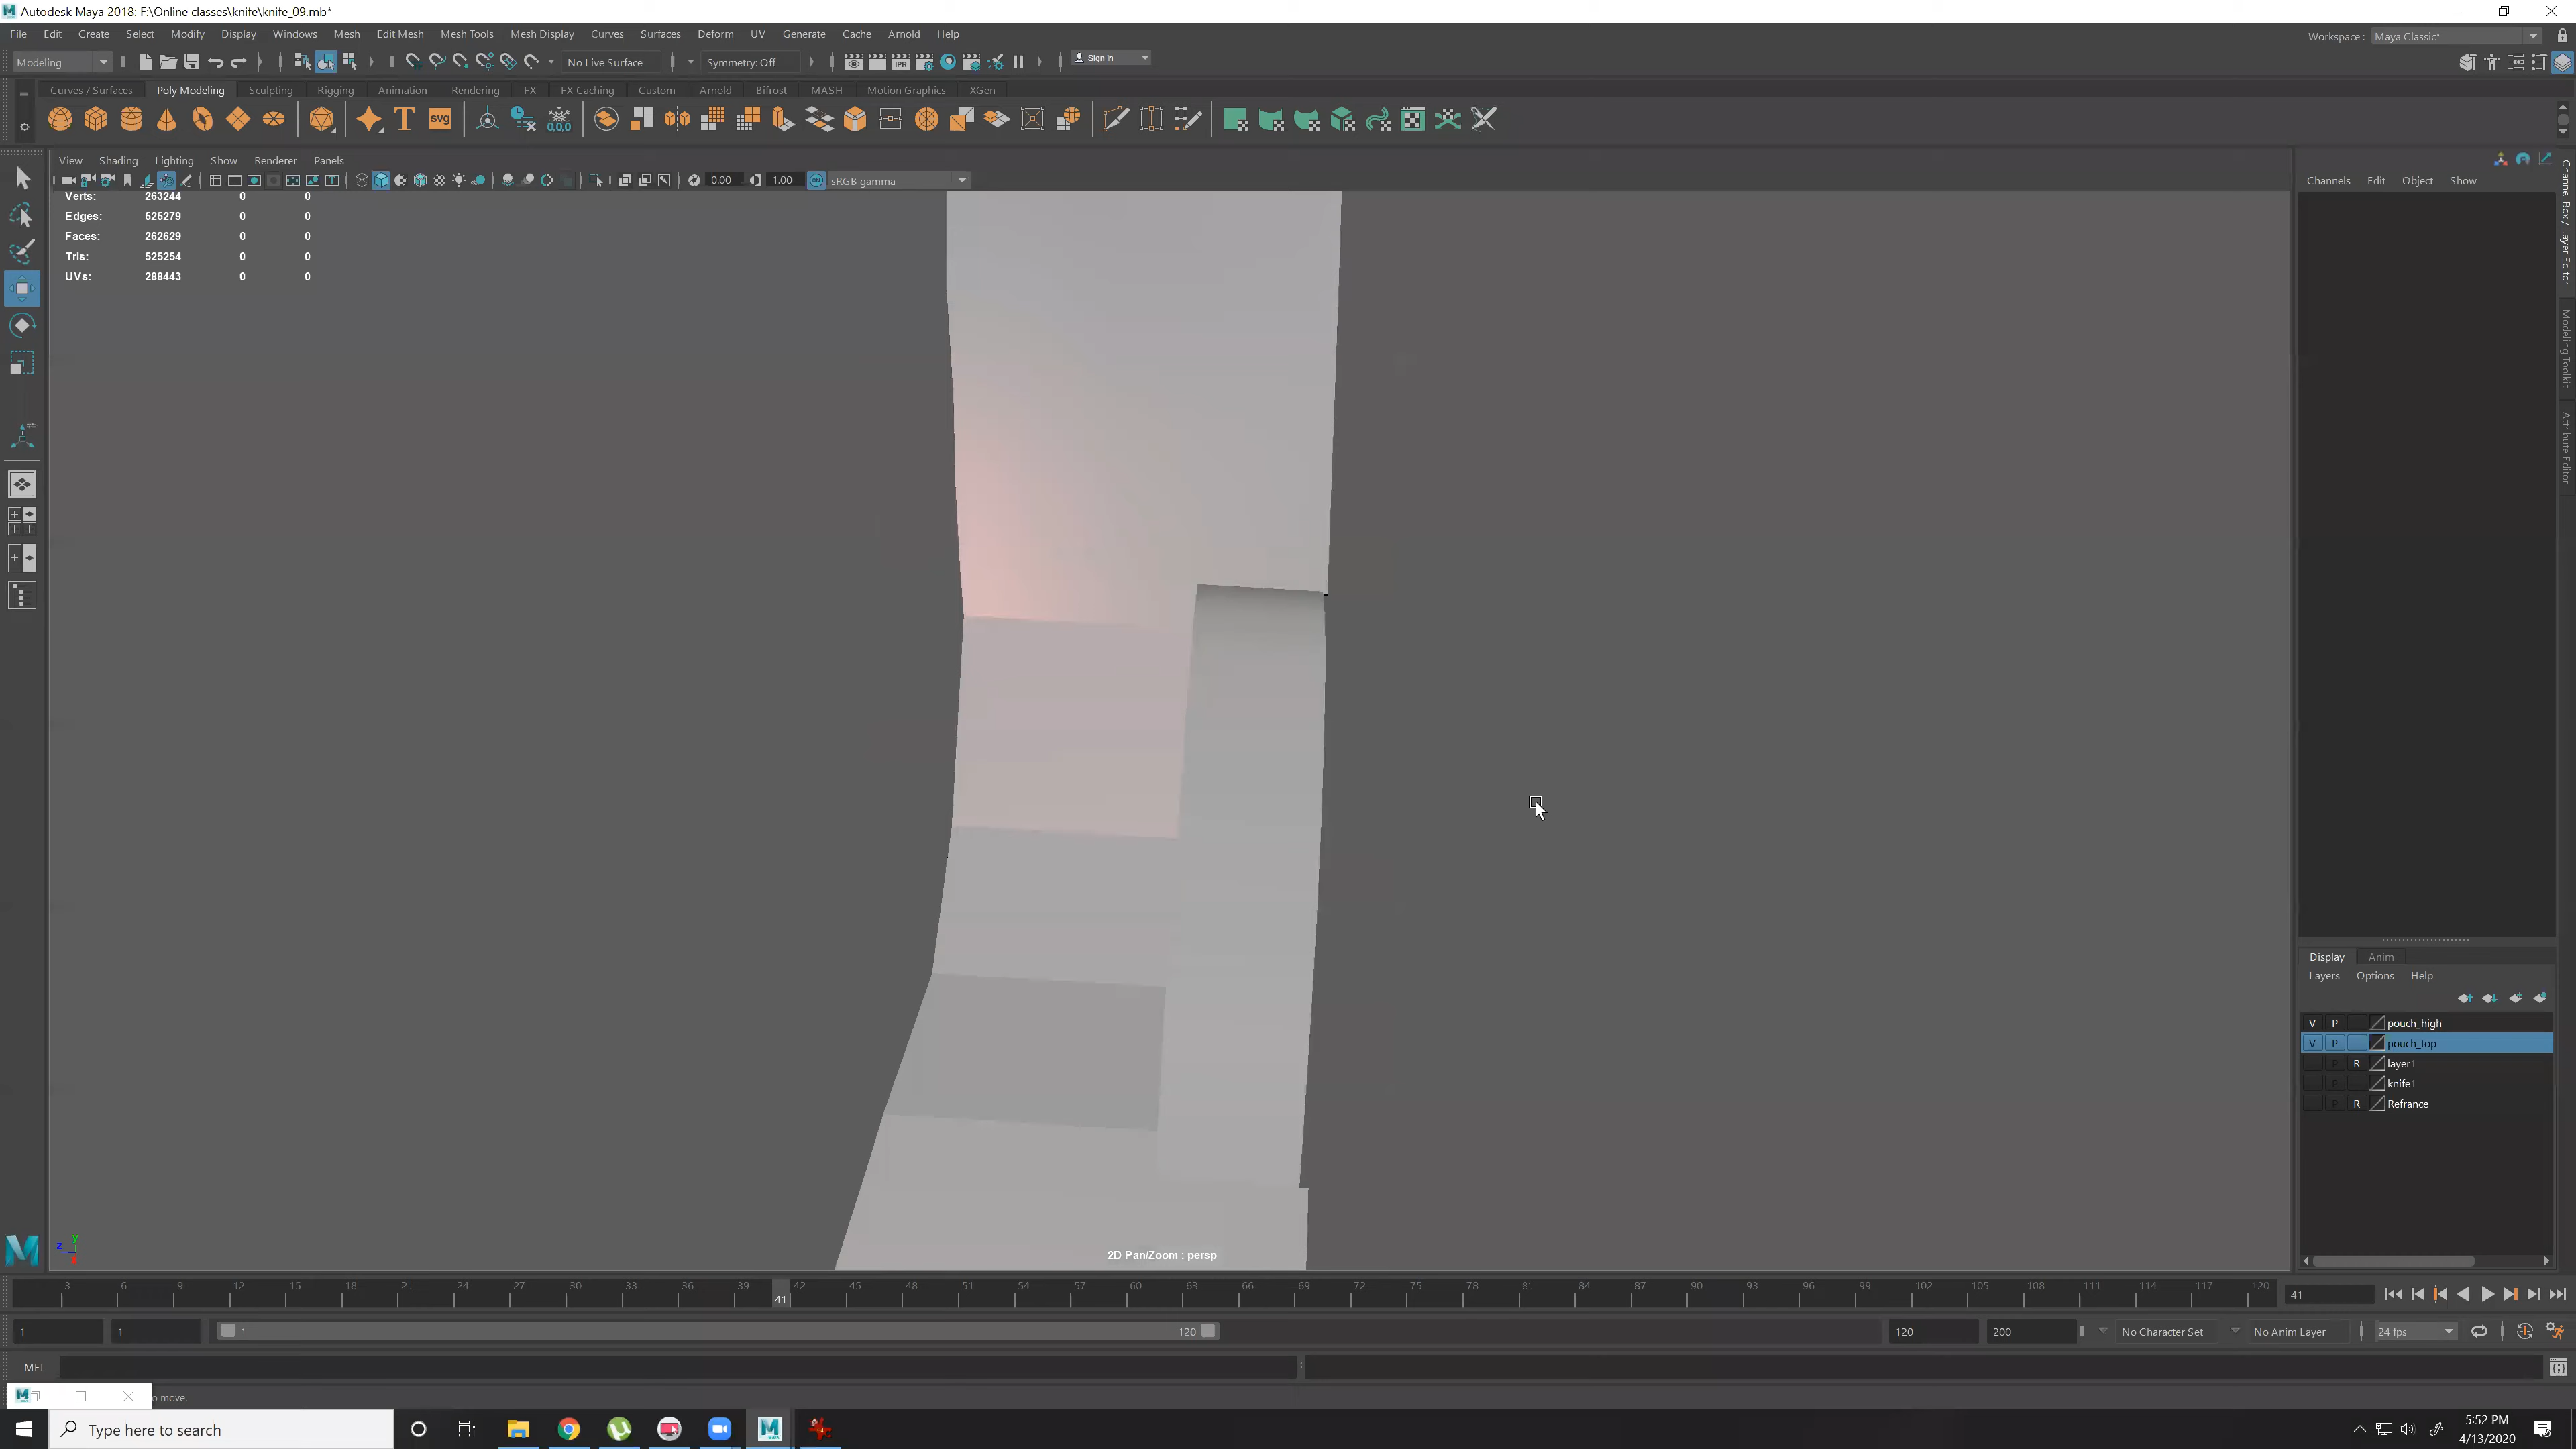 Autodesk Maya 2018: F:\Online classes\knife\knife_09.mb*
File Edit Create Select Modify Display Windows Mesh Edit Mesh Mesh Tools Mesh Display Curves Surfaces Deform UV Generate Cache Arnold Help
Workspace : Maya Classic*
Modeling No Live Surface Symmetry: Off Sign In
Curves / Surfaces Poly Modeling Sculpting Rigging Animation Rendering FX FX Caching Custom Arnold Bifrost MASH Motion Graphics XGen
View Shading Lighting Show Renderer Panels
0.00 1.00 sRGB gamma
Verts: 263244 0 0
Edges: 525279 0 0
Faces: 262629 0 0
Tris: 525254 0 0
UVs: 288443 0 0
Channels Edit Object Show
Channel Box / Layer Editor
Modeling Toolkit
Attribute Editor
Display Anim
Layers Options Help
V P pouch_high
V P pouch_top
P R layer1
P knife1
P R Refrance
2D Pan/Zoom : persp
3 6 9 12 15 18 21 24 27 30 33 36 39 42 45 48 51 54 57 60 63 66 69 72 75 78 81 84 87 90 93 96 99 102 105 108 111 114 117 120
41
41
1 1 1 120 120 200 No Character Set No Anim Layer 24 fps
MEL
o move.
Type here to search
5:52 PM
4/13/2020